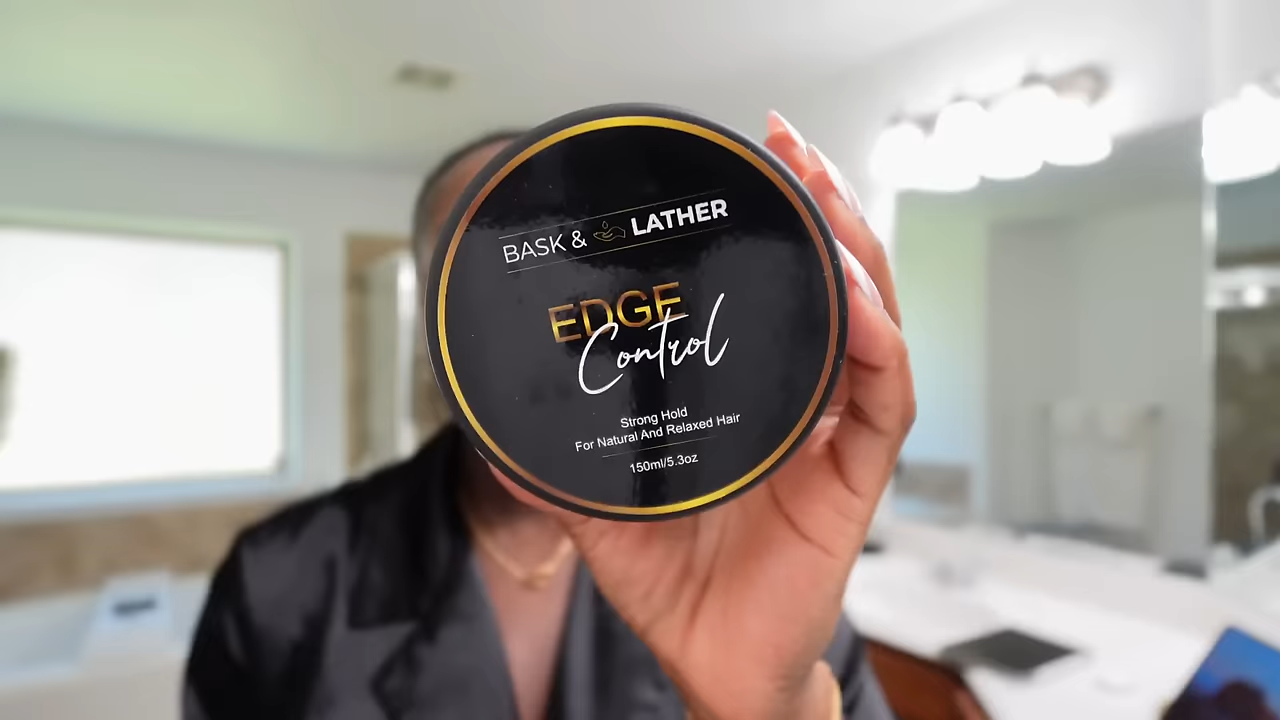 BASK & LATHER
EDGE
Control
Strong Hold
For Natural And Relaxed Hair
150ml/5.3oz